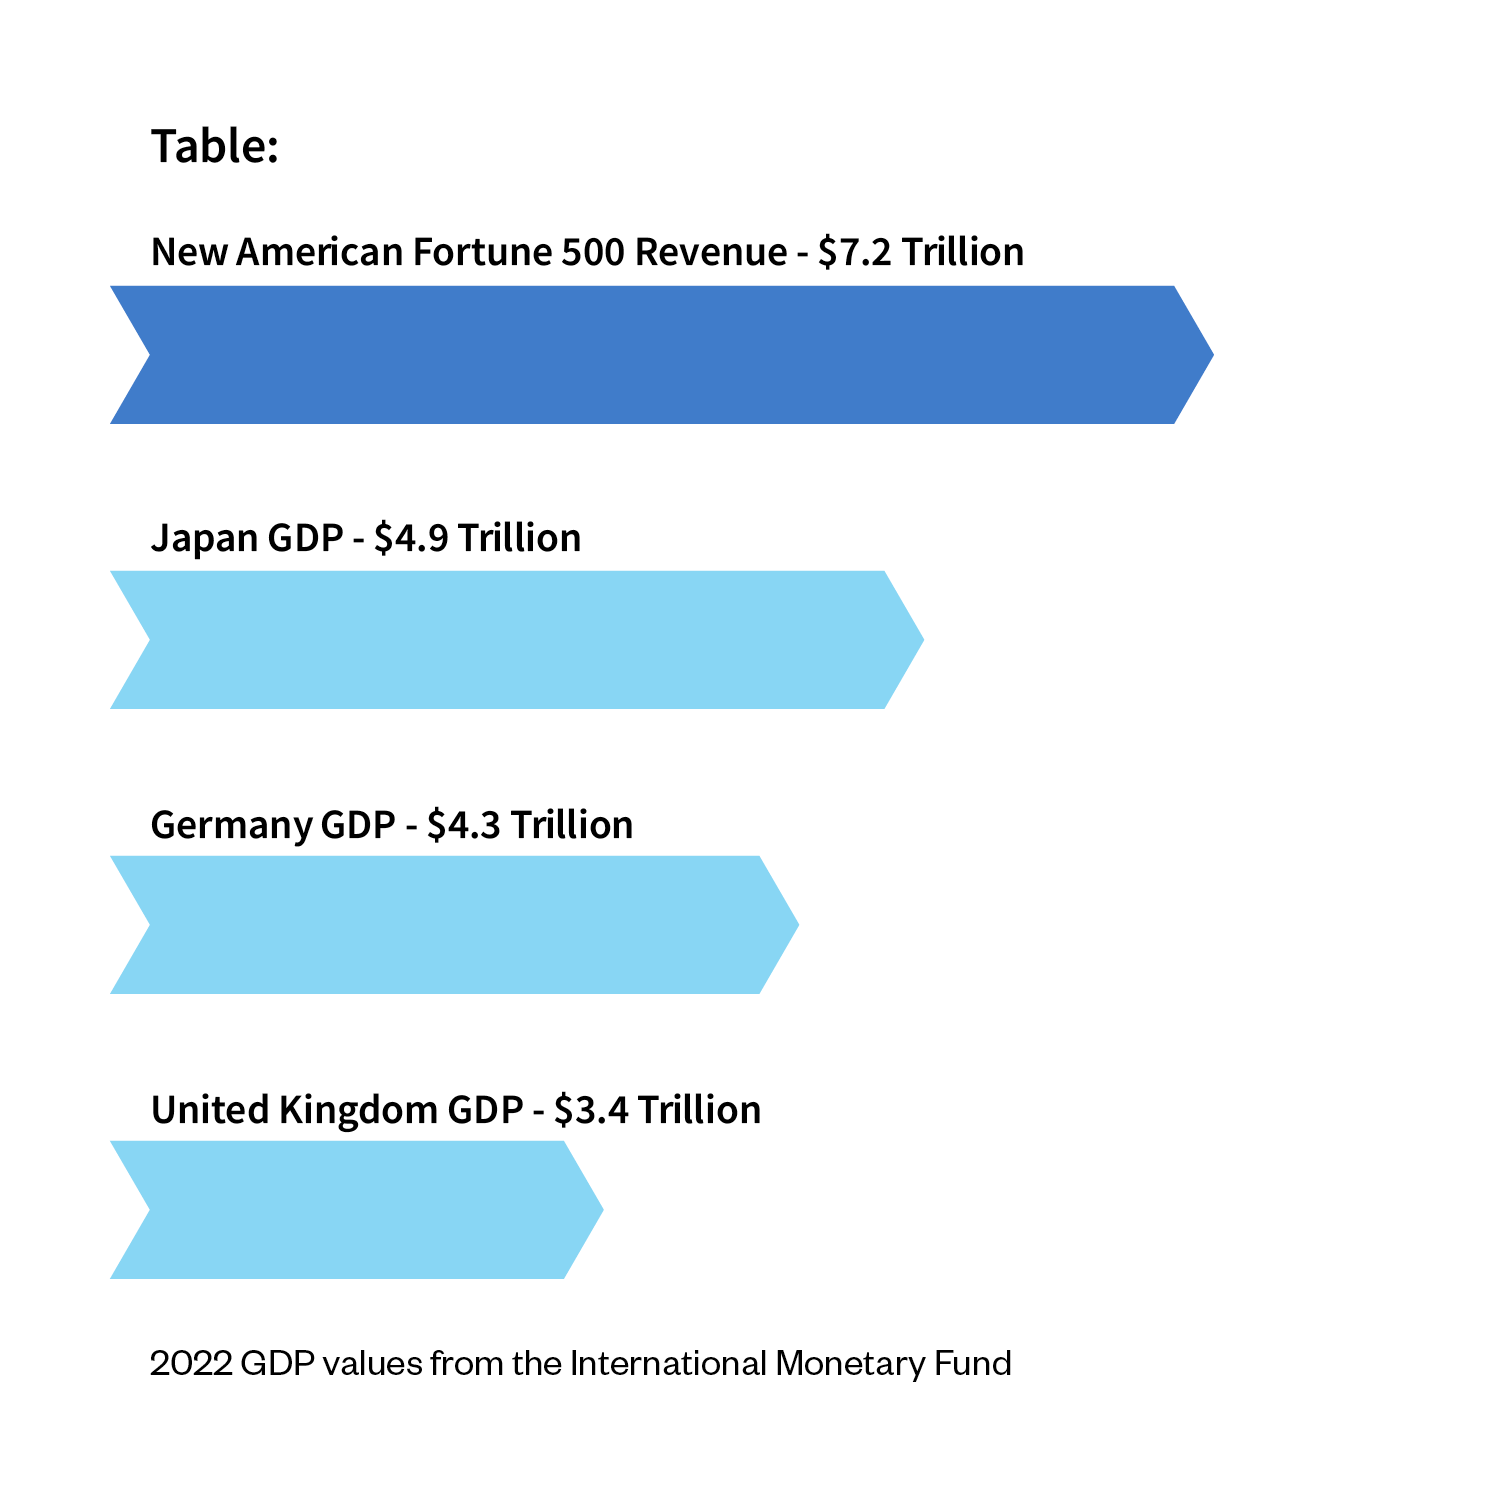 Table:
New American Fortune 500 Revenue - $7.2 Trillion
Japan GDP - $4.9 Trillion
Germany GDP - $4.3 Trillion
United Kingdom GDP - $3.4 Trillion
2022 GDP values from the International Monetary Fund